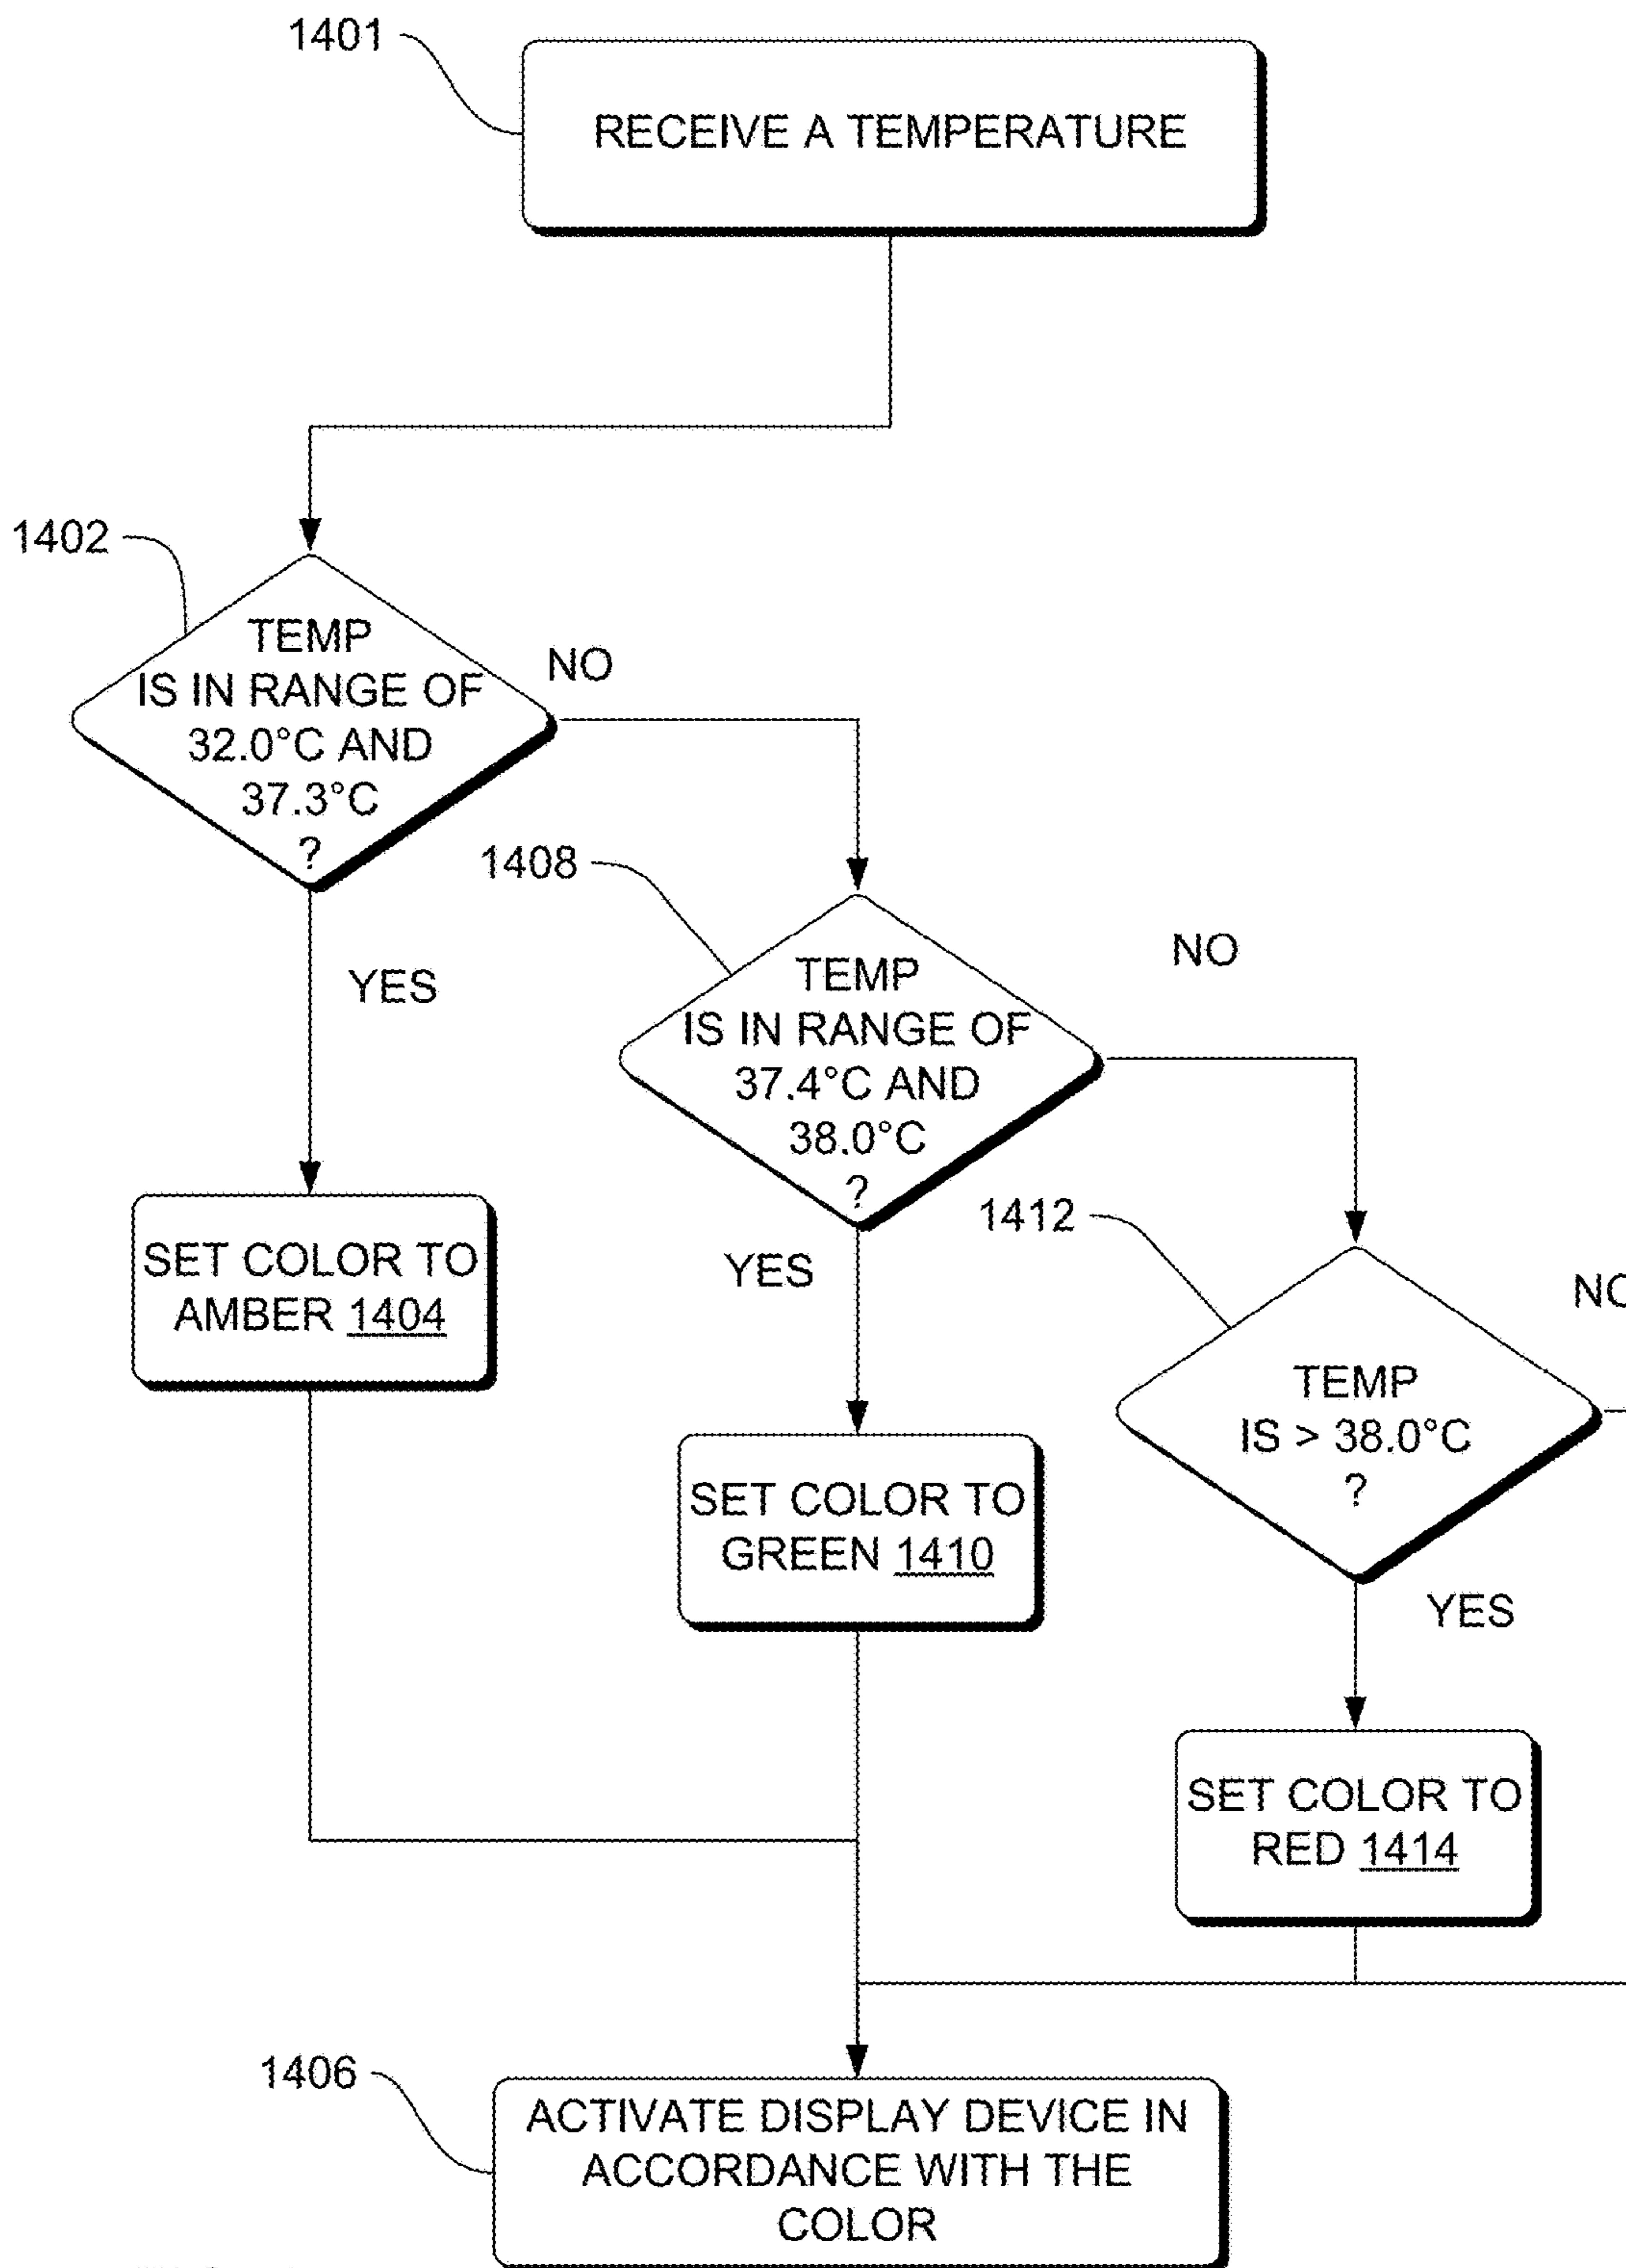 1401
RECEIVE A TEMPERATURE
1402
TEMP
IS IN RANGE OF
32.0°C AND
37.3°C
?
NO
YES
1408
TEMP
IS IN RANGE OF
37.4°C AND
38.0°C
?
NO
YES
SET COLOR TO
AMBER 1404
SET COLOR TO
GREEN 1410
1412
TEMP
IS > 38.0°C
?
YES
SET COLOR TO
RED 1414
1406
ACTIVATE DISPLAY DEVICE IN
ACCORDANCE WITH THE
COLOR